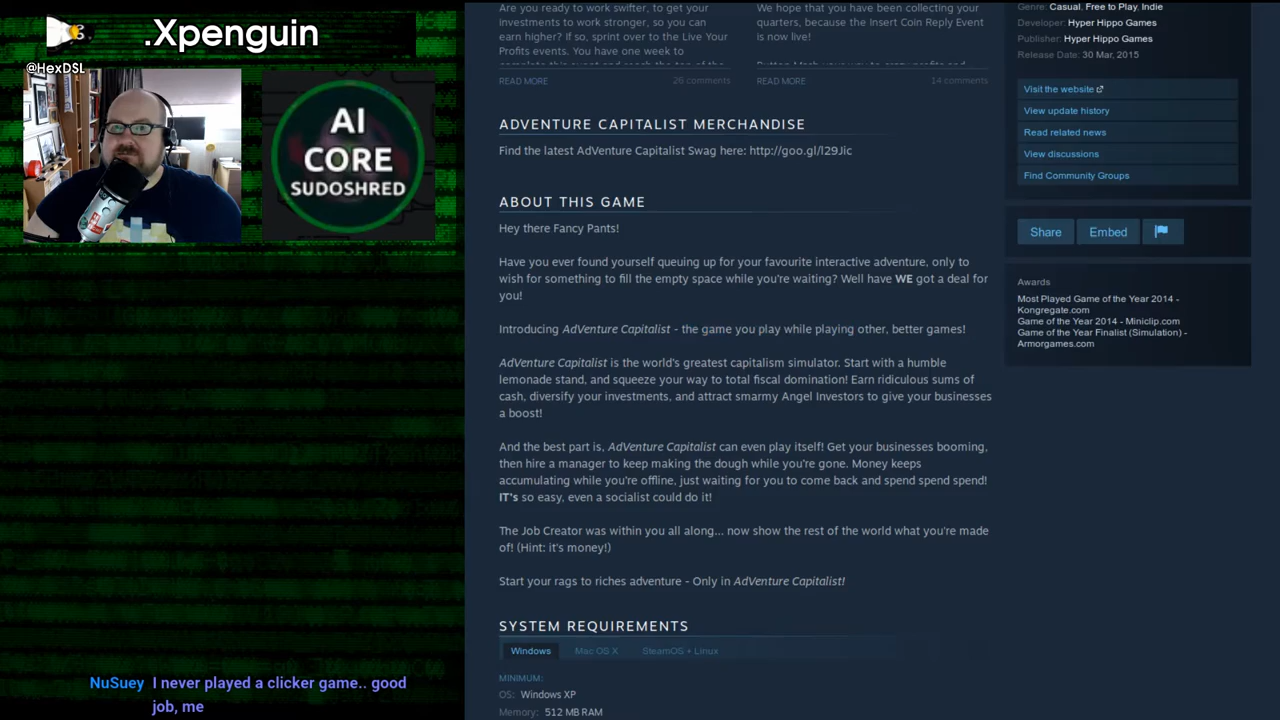 .Xpenguin
@HexDSL
AI
CORE
SUDOSHRED
Are you ready to work swifter, to get your
investments to work stronger, so you can
earn higher? If so, sprint over to the Live Your
Profits events. You have one week to
We hope that you have been collecting your
quarters, because the Insert Coin Reply Event
is now live!
READ MORE
26 comments
READ MORE
14 comments
ADVENTURE CAPITALIST MERCHANDISE
Find the latest AdVenture Capitalist Swag here: http://goo.gl/l29Jic
ABOUT THIS GAME
Hey there Fancy Pants!
Have you ever found yourself queuing up for your favourite interactive adventure, only to
wish for something to fill the empty space while you're waiting? Well have WE got a deal for
you!
Introducing AdVenture Capitalist - the game you play while playing other, better games!
AdVenture Capitalist is the world's greatest capitalism simulator. Start with a humble
lemonade stand, and squeeze your way to total fiscal domination! Earn ridiculous sums of
cash, diversify your investments, and attract smarmy Angel Investors to give your businesses
a boost!
And the best part is, AdVenture Capitalist can even play itself! Get your businesses booming,
then hire a manager to keep making the dough while you're gone. Money keeps
accumulating while you're offline, just waiting for you to come back and spend spend spend!
IT's so easy, even a socialist could do it!
The Job Creator was within you all along... now show the rest of the world what you're made
of! (Hint: it's money!)
Start your rags to riches adventure - Only in AdVenture Capitalist!
SYSTEM REQUIREMENTS
Windows
Mac OS X
SteamOS + Linux
MINIMUM:
OS: Windows XP
Memory: 512 MB RAM
Genre: Casual, Free to Play, Indie
Developer: Hyper Hippo Games
Publisher: Hyper Hippo Games
Release Date: 30 Mar, 2015
Visit the website
View update history
Read related news
View discussions
Find Community Groups
Share
Embed
Awards
Most Played Game of the Year 2014 -
Kongregate.com
Game of the Year 2014 - Miniclip.com
Game of the Year Finalist (Simulation) -
Armorgames.com
NuSuey I never played a clicker game.. good
job, me